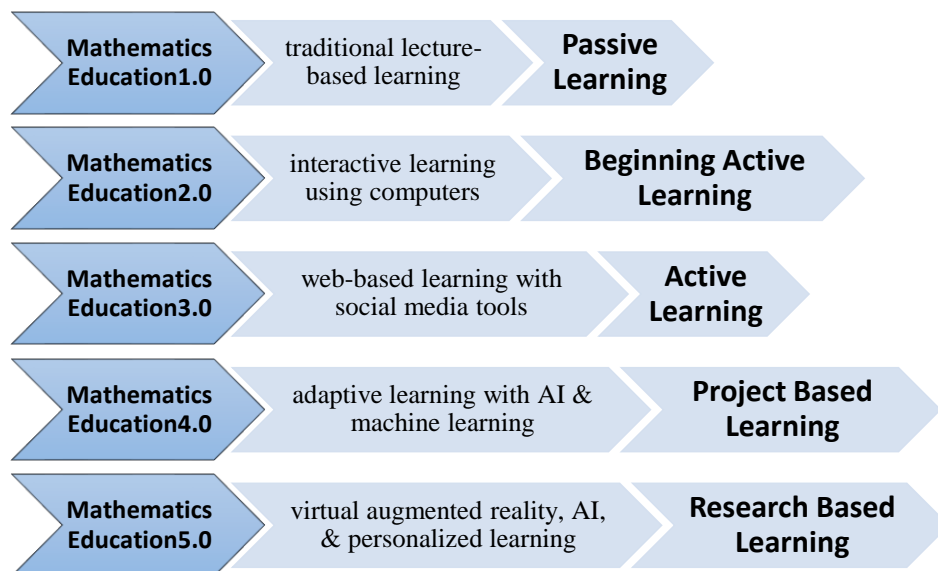 Mathematics
Education1.0
traditional lecture-
based learning
Passive
Learning
Mathematics
Education2.0
interactive learning
using computers
Beginning Active
Learning
Mathematics
Education3.0
web-based learning with
social media tools
Active
Learning
Mathematics
Education4.0
adaptive learning with AI &
machine learning
Project Based
Learning
Mathematics
Education5.0
virtual augmented reality, AI,
& personalized learning
Research Based
Learning